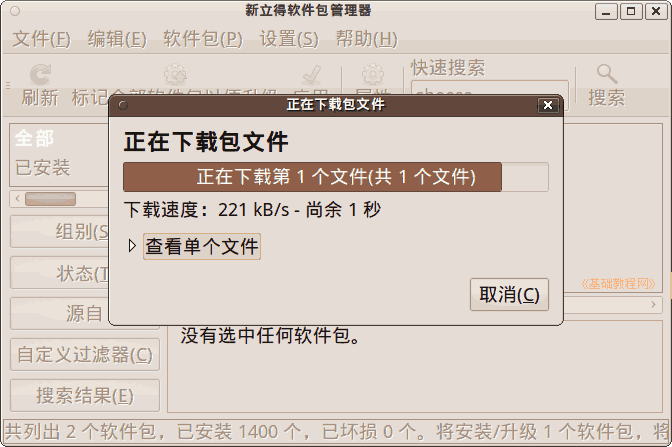 新立得软件包管理器
文件(F) 编辑(E) 软件包(P) 设置(S) 帮助(H)
快速搜索
刷新 标记全部软件包以便升级 应用 属性 搜索
正在下载包文件
全部
已安装
正在下载包文件
正在下载第 1 个文件(共 1 个文件)
下载速度：221 kB/s - 尚余 1 秒
查看单个文件
取消(C)
组别(S
状态(T
源自
自定义过滤器(C)
搜索结果(E)
《基础教程网》
没有选中任何软件包。
共列出 2 个软件包，已安装 1400 个，已坏损 0 个。将安装/升级 1 个软件包，将